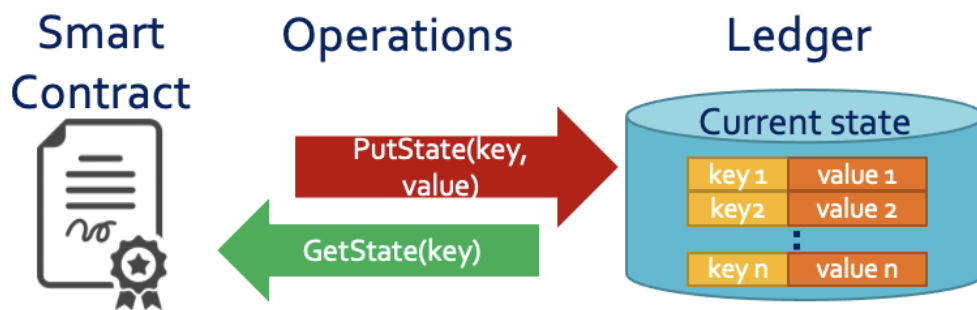 Smart
Contract
Operations
Ledger
PutState(key,
value)
GetState(key)
Current state
key 1 value 1
key2 value 2
key n value n